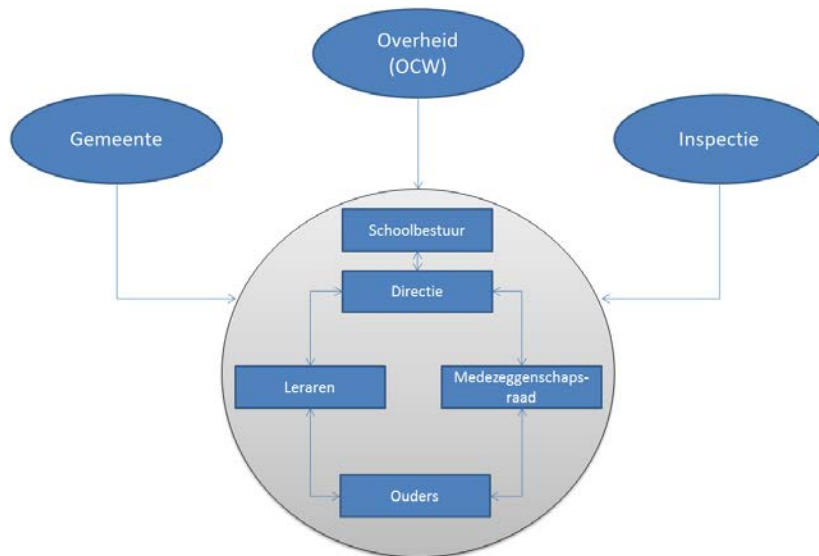 Overheid
(OCW)
Gemeente
Inspectie
Schoolbestuur
Directie
Leraren
Medezeggenschaps-
raad
Ouders